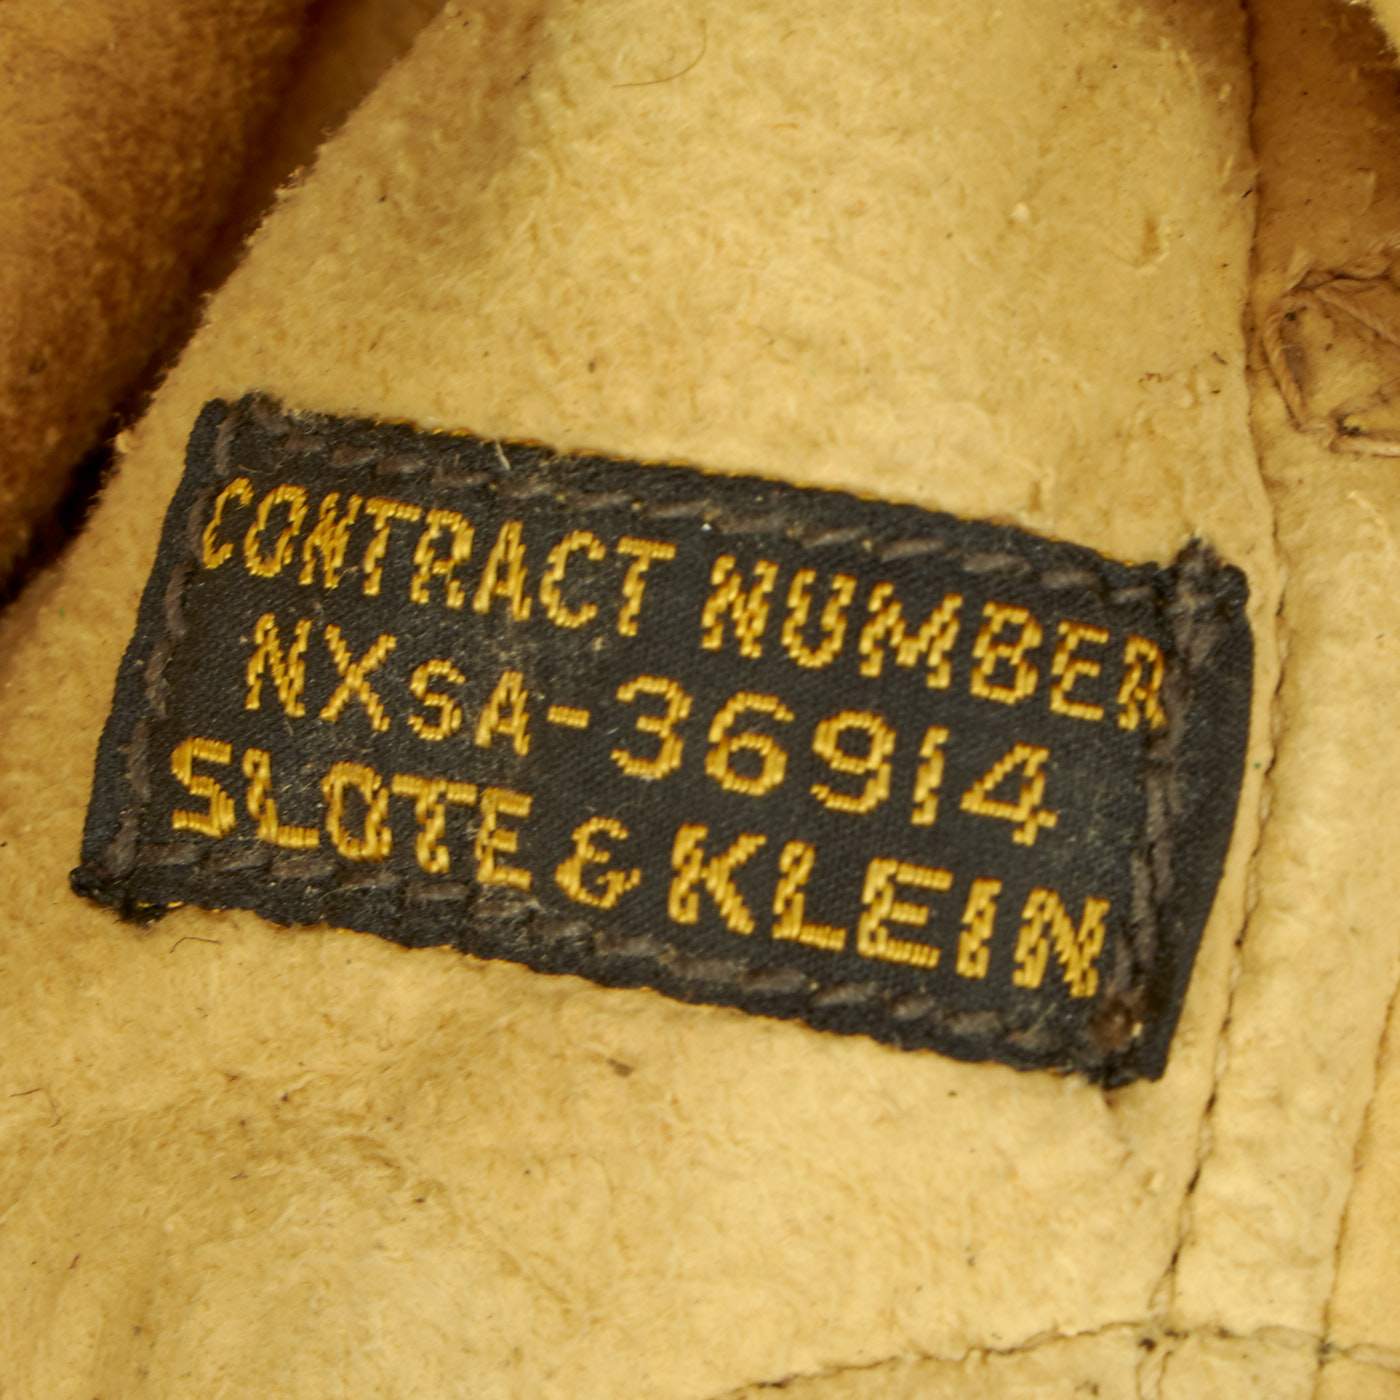 CONTRACT NUMBER
NXSA-36914
SLOTE & KLEIN